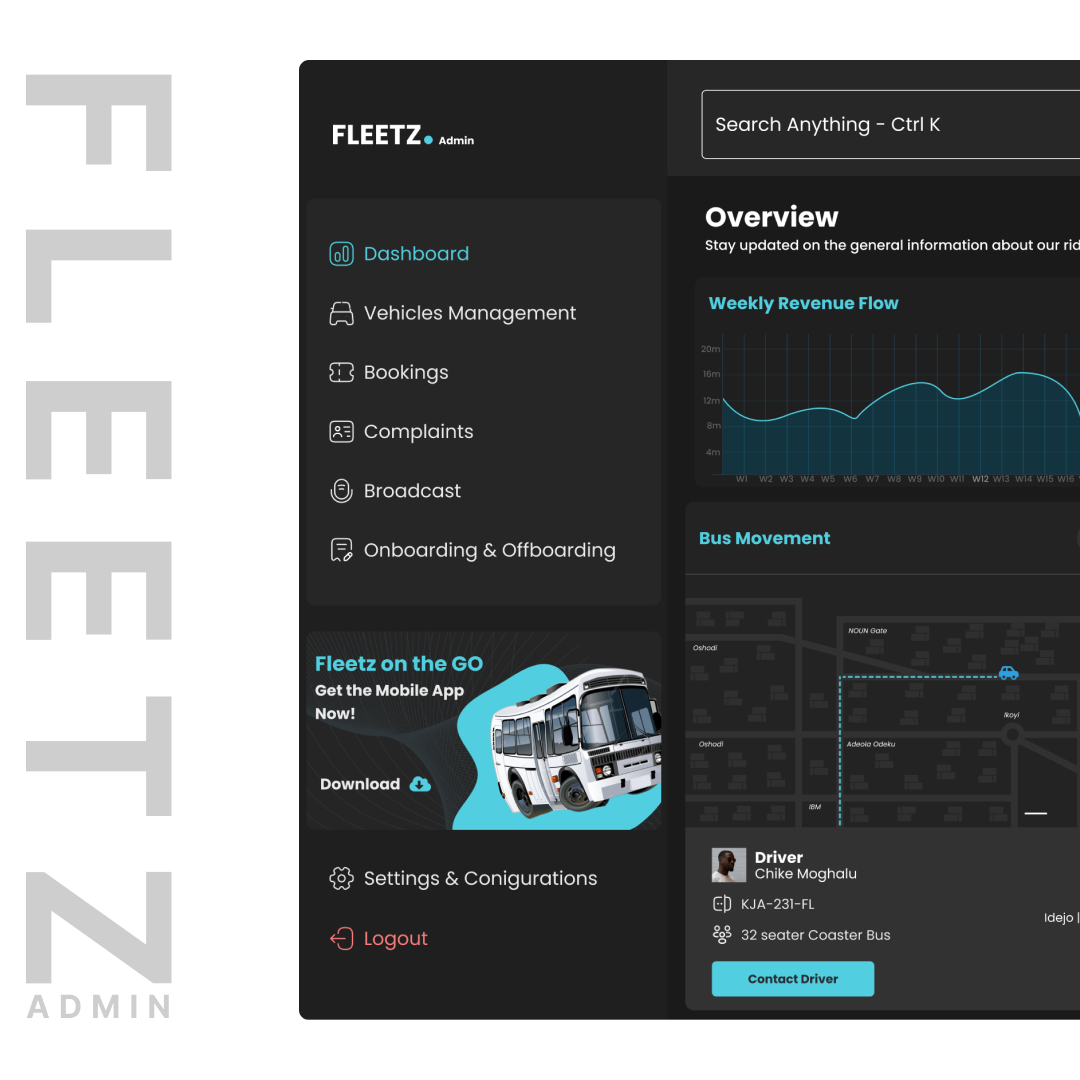 FLEETZ
ADMIN
FLEETZ Admin
Dashboard
Vehicles Management
Bookings
Complaints
Broadcast
Onboarding & Offboarding
Fleetz on the GO
Get the Mobile App
Now!
Download
Settings & Conigurations
Logout
Search Anything - Ctrl K
Overview
Stay updated on the general information about our rid
Weekly Revenue Flow
20m
16m
12m
8m
4m
W1 W2 W3 W4 W5 W6 W7 W8 W9 W10 W11 W12 W13 W14 W15 W16
Bus Movement
NOUN Gate
Oshodi
Ikoyi
Oshodi
Adeola Odeku
IBM
Driver
Chike Moghalu
KJA-231-FL
Idejo |
32 seater Coaster Bus
Contact Driver